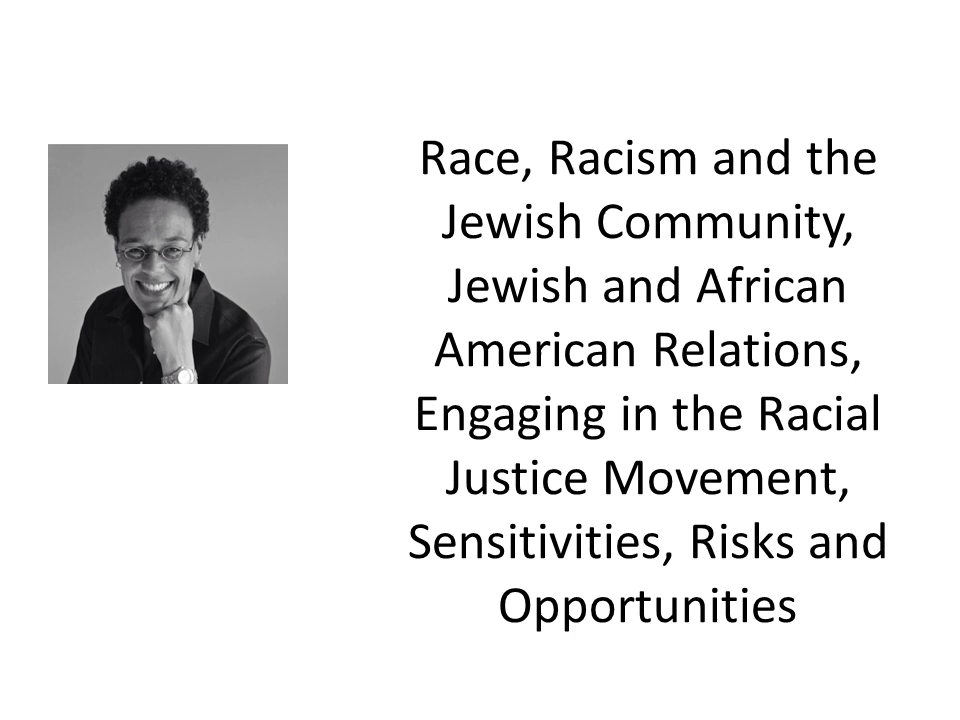 Race, Racism and the
Jewish Community,
Jewish and African
American Relations,
Engaging in the Racial
Justice Movement,
Sensitivities, Risks and
Opportunities